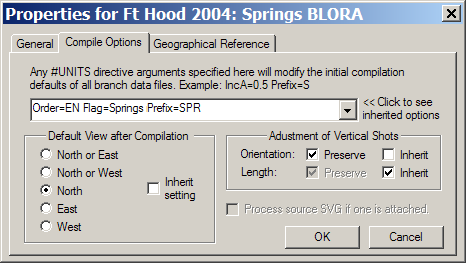 Properties for Ft Hood 2004: Springs BLORA
General Compile Options Geographical Reference
Any #UNITS directive arguments specified here will modify the initial compilation
defaults of all branch data files. Example: IncA=0.5 Prefix=S
Order=EN Flag=Springs Prefix=SPR
<< Click to see
inherited options
Default View after Compilation
North or East
North or West
North
East
West
Inherit
setting
Adustment of Vertical Shots
Orientation: Preserve Inherit
Length: Preserve Inherit
Process source SVG if one is attached.
OK Cancel